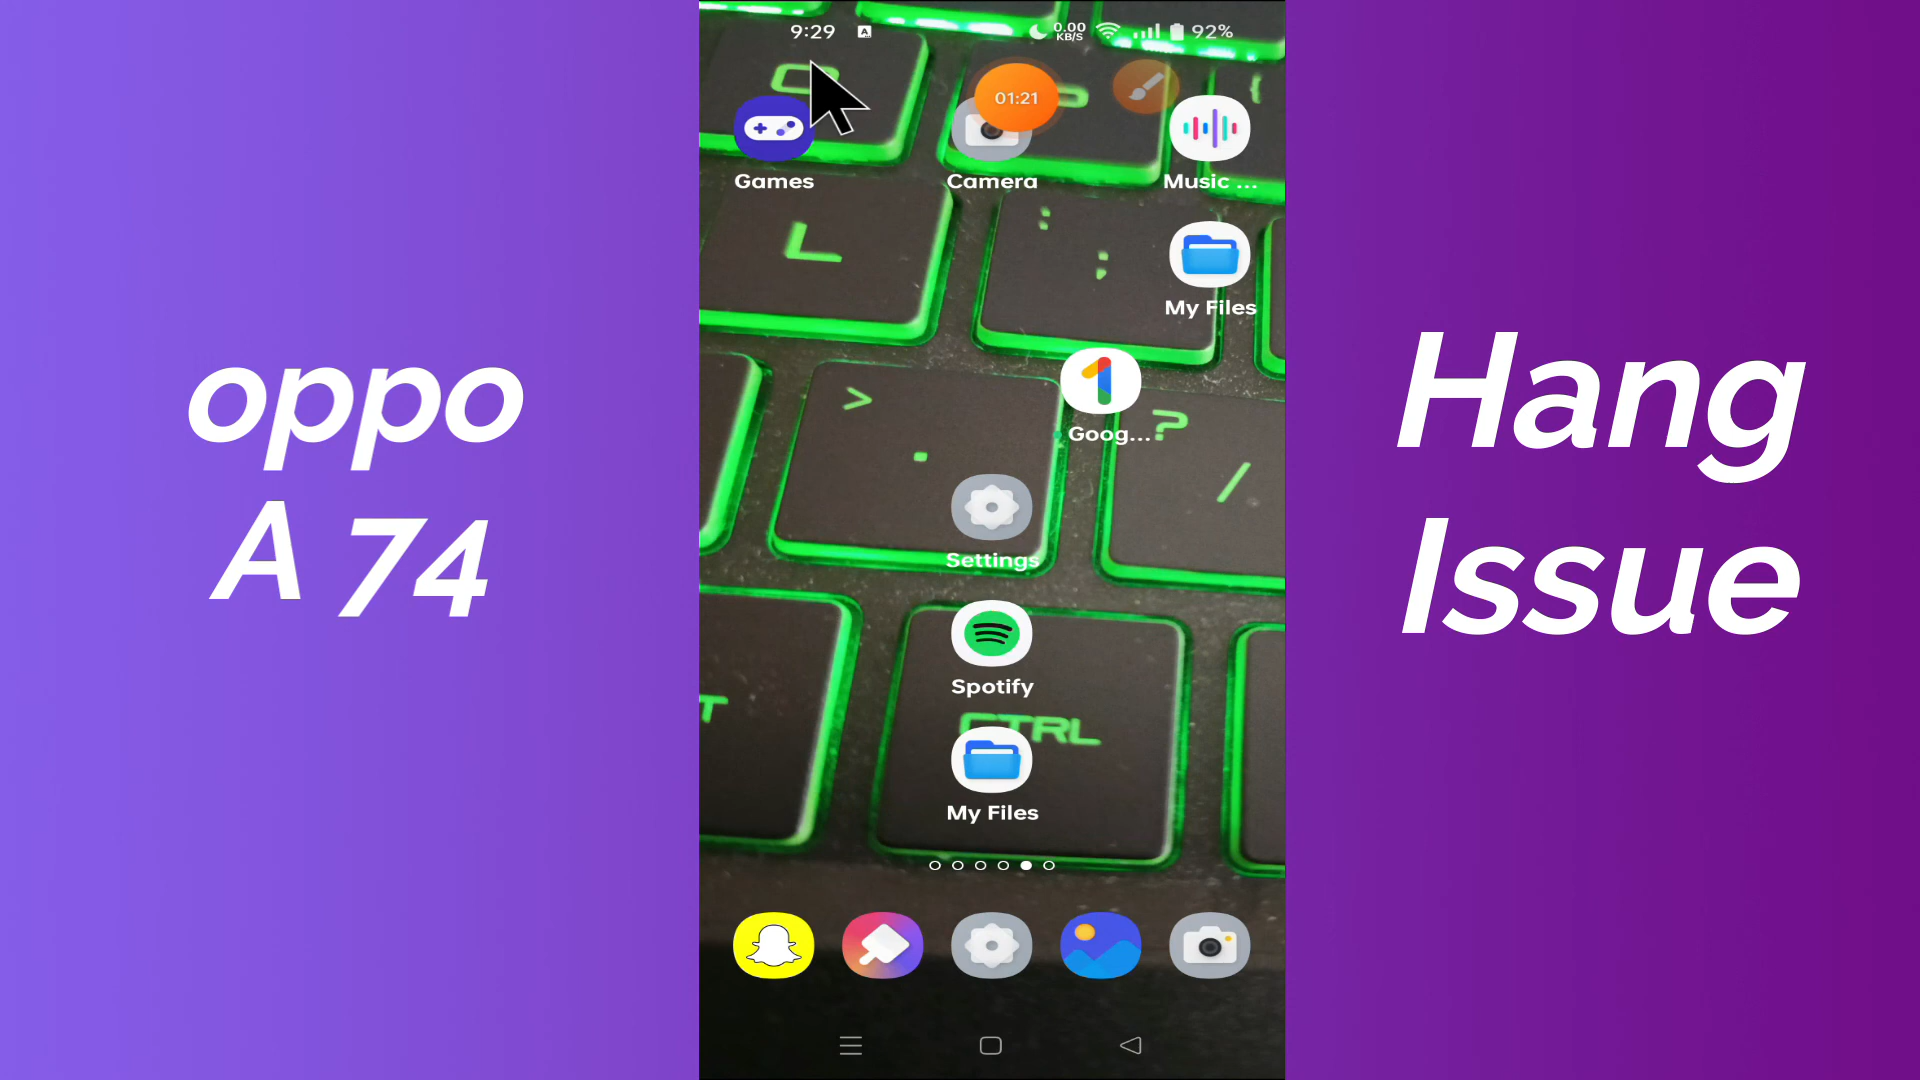 9:29
A
0.00
KB/S
92%
01:21
Games
Camera
Music ...
L
:
;
My Files
>
.
Goog...
?
/
Settings
Spotify
CTRL
My Files
oppo
A 74
Hang
Issue